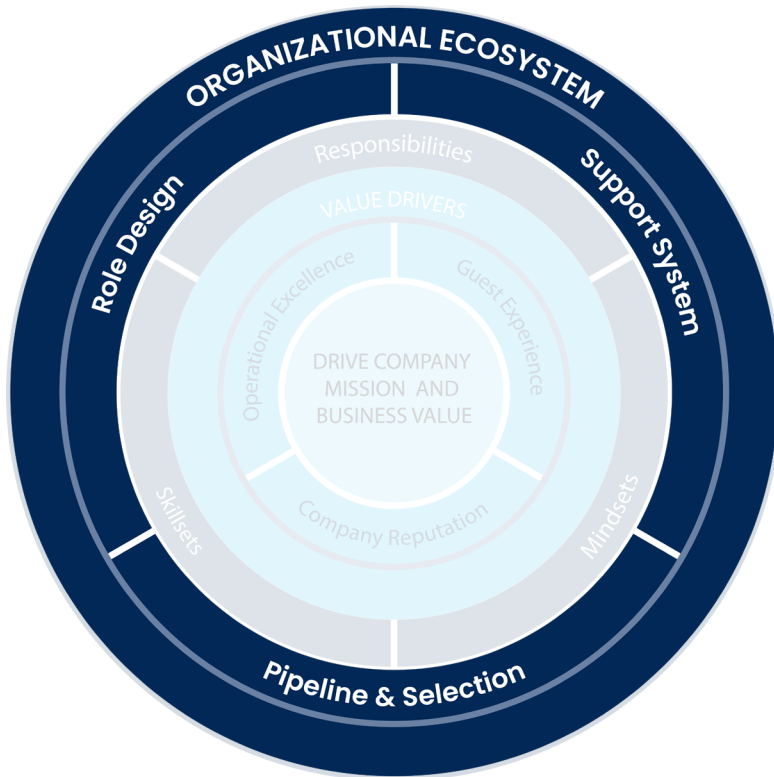 ORGANIZATIONAL ECOSYSTEM
Role Design
Support System
Pipeline & Selection
Responsibilities
Skillsets
Mindsets
VALUE DRIVERS
Operational Excellence
Guest Experience
Company Reputation
DRIVE COMPANY
MISSION AND
BUSINESS VALUE